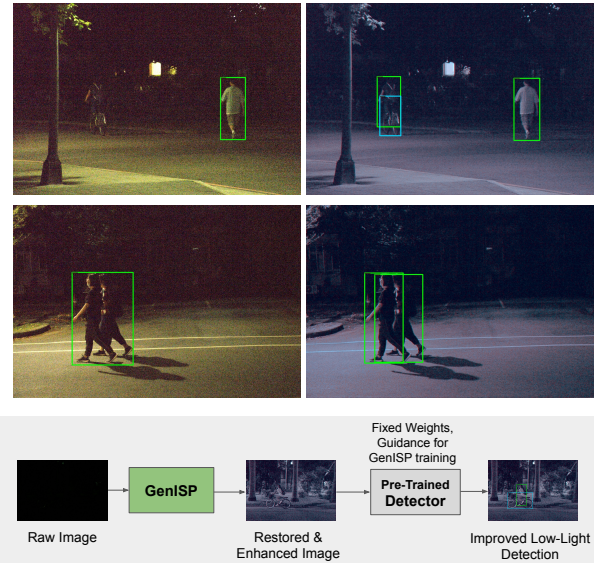 Fixed Weights,
Guidance for
GenISP training
GenISP
Pre-Trained
Detector
Raw Image
Restored &
Enhanced Image
Improved Low-Light
Detection